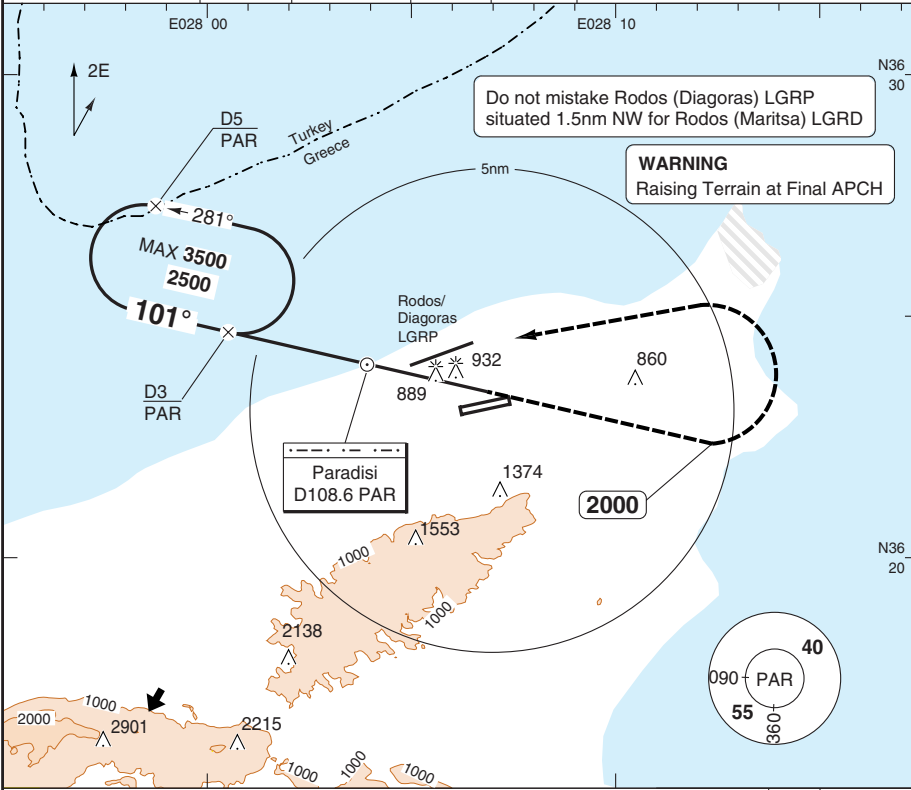 E028 00
E028 10
N36
30
2E
D5
PAR
Turkey
Greece
Do not mistake Rodos (Diagoras) LGRP
situated 1.5nm NW for Rodos (Maritsa) LGRD
WARNING
Raising Terrain at Final APCH
5nm
281°
MAX 3500
2500
101°
Rodos/
Diagoras
LGRP
932
889
860
D3
PAR
Paradisi
D108.6 PAR
1374
2000
1553
1000
N36
20
1000
2138
40
090
PAR
55
360
1000
2000
2901
2215
1000
1000
1000